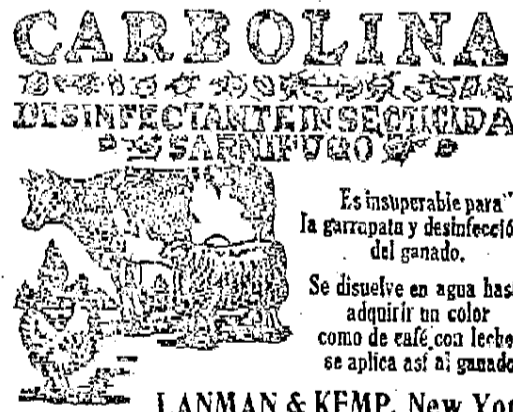 CARBOLINA
DESINFECTANTE INSECTICIDA
SARNIFUGO
Es insuperable para
la garrapata y desinfecció
del ganado.
Se disuelve en agua has
adquirir un color
como de café con leche
se aplica así al ganado
LANMAN & KEMP, New Yor